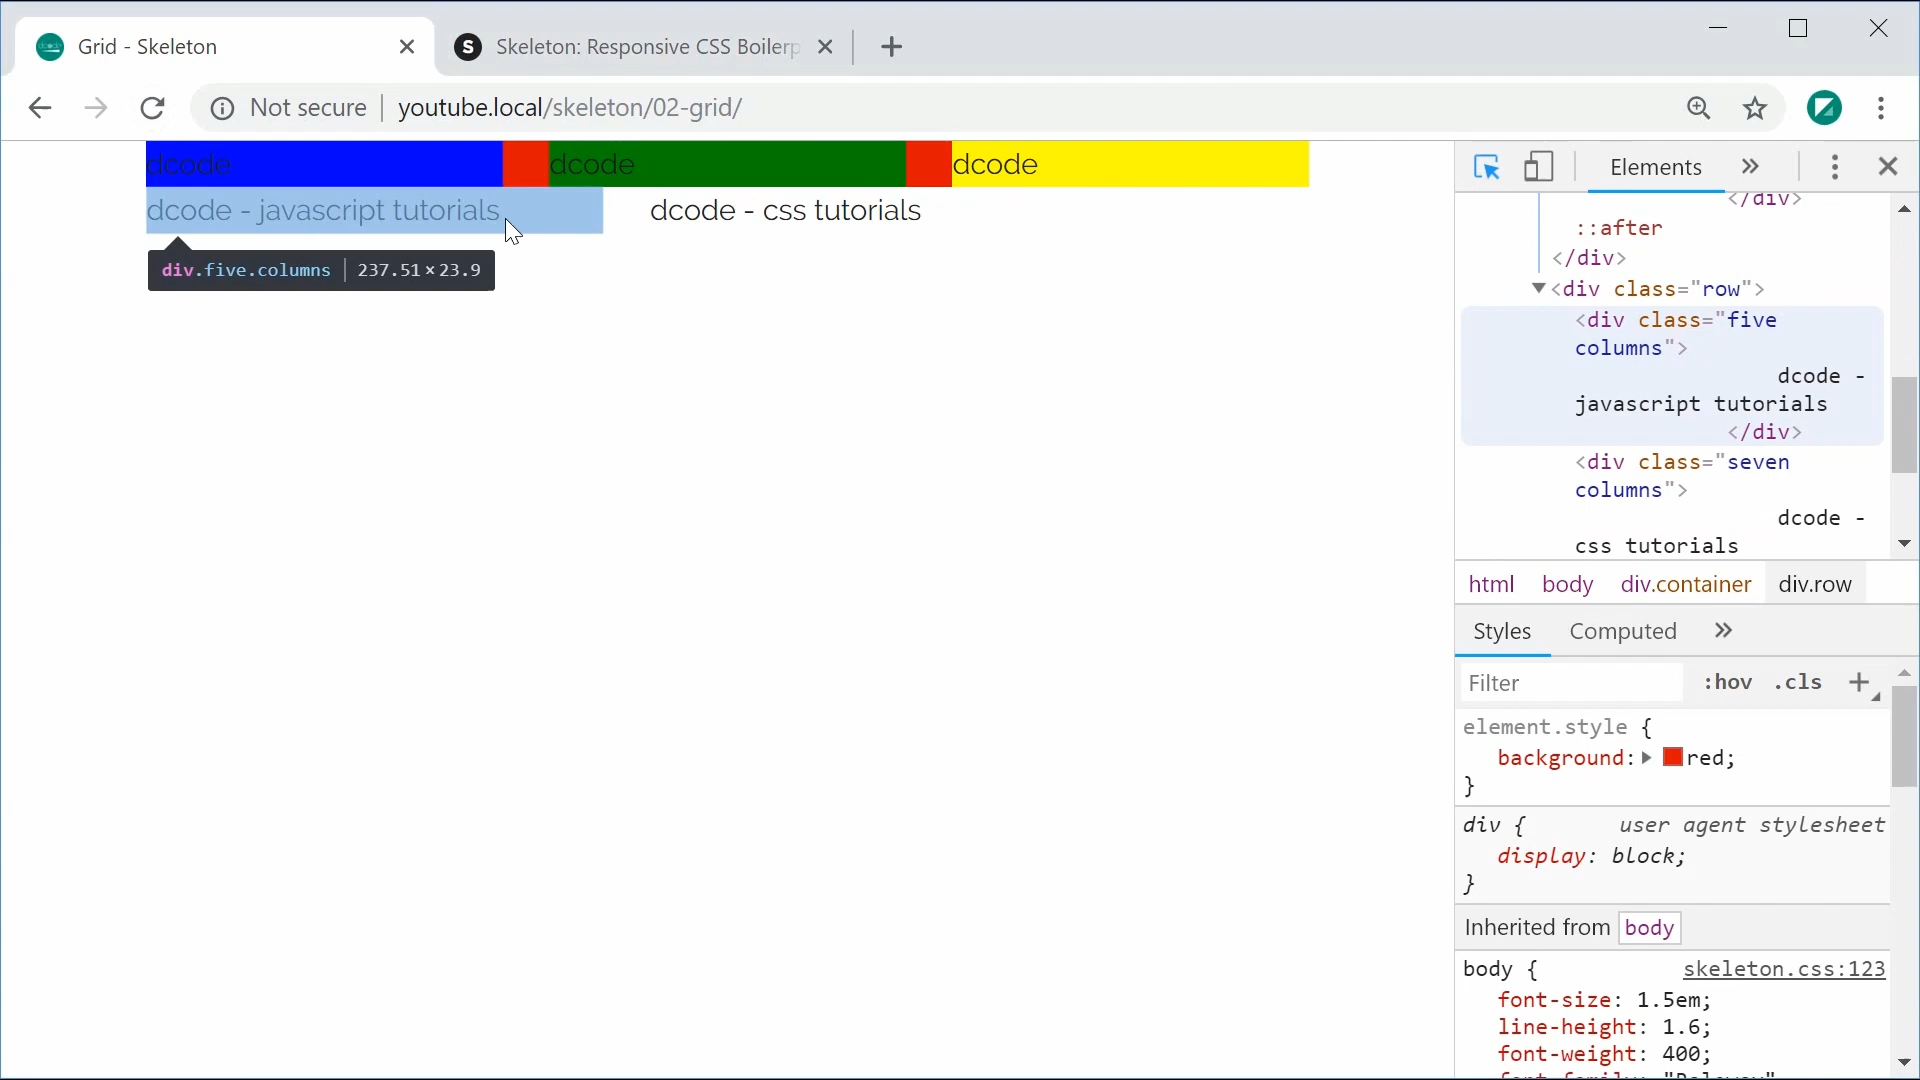 Grid - Skeleton
S Skeleton: Responsive CSS Boilerp
Not secure | youtube.local/skeleton/02-grid/
dcode dcode dcode
dcode - javascript tutorials dcode - css tutorials
div.five.columns | 237.51×23.9
Elements
</div>
::after
</div>
<div class="row">
<div class="five
columns">
dcode -
javascript tutorials
</div>
<div class="seven
columns">
dcode -
css tutorials
html body div.container div.row
Styles Computed
Filter :hov .cls
element.style {
background: red;
}
div { user agent stylesheet
display: block;
}
Inherited from body
body { skeleton.css:123
font-size: 1.5em;
line-height: 1.6;
font-weight: 400;